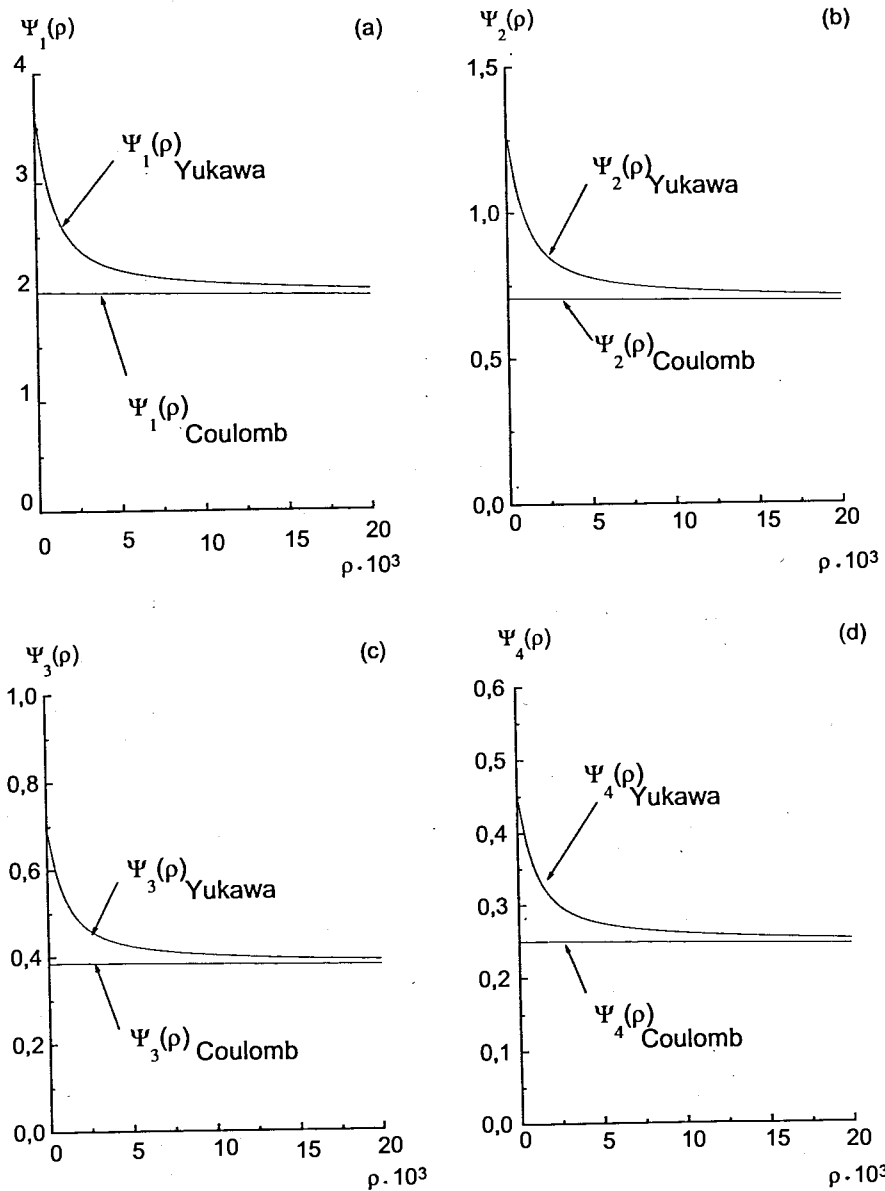 Ψ₁(ρ) (a)
4
3
2
1
0
Ψ₁(ρ) Yukawa
Ψ₁(ρ) Coulomb
0 5 10 15 20
ρ · 10³
Ψ₂(ρ) (b)
1,5
1,0
0,5
0,0
Ψ₂(ρ) Yukawa
Ψ₂(ρ) Coulomb
0 5 10 15 20
ρ · 10³
Ψ₃(ρ) (c)
1,0
0,8
0,6
0,4
0,2
0,0
Ψ₃(ρ) Yukawa
Ψ₃(ρ) Coulomb
0 5 10 15 20
ρ · 10³
Ψ₄(ρ) (d)
0,6
0,5
0,4
0,3
0,2
0,1
0,0
Ψ₄(ρ) Yukawa
Ψ₄(ρ) Coulomb
0 5 10 15 20
ρ · 10³